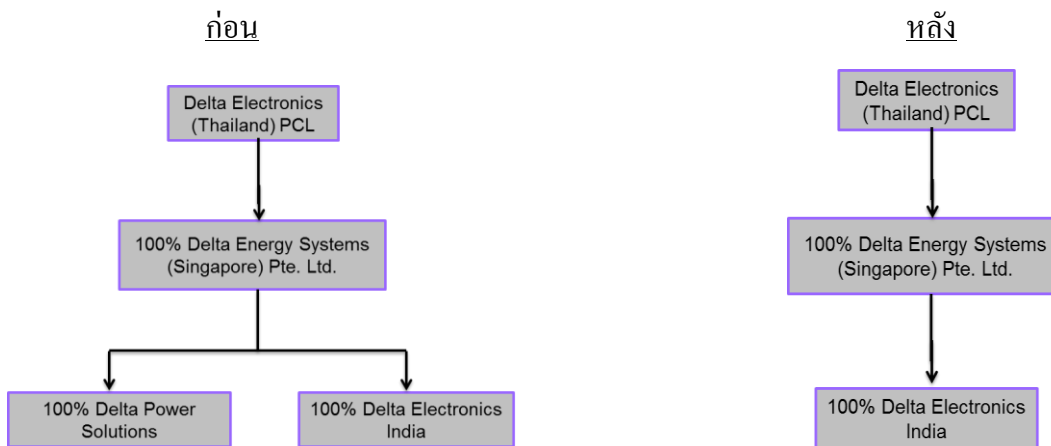 ก่อน
หลัง
Delta Electronics
(Thailand) PCL
100% Delta Energy Systems
(Singapore) Pte. Ltd.
100% Delta Power
Solutions
100% Delta Electronics
India
Delta Electronics
(Thailand) PCL
100% Delta Energy Systems
(Singapore) Pte. Ltd.
100% Delta Electronics
India